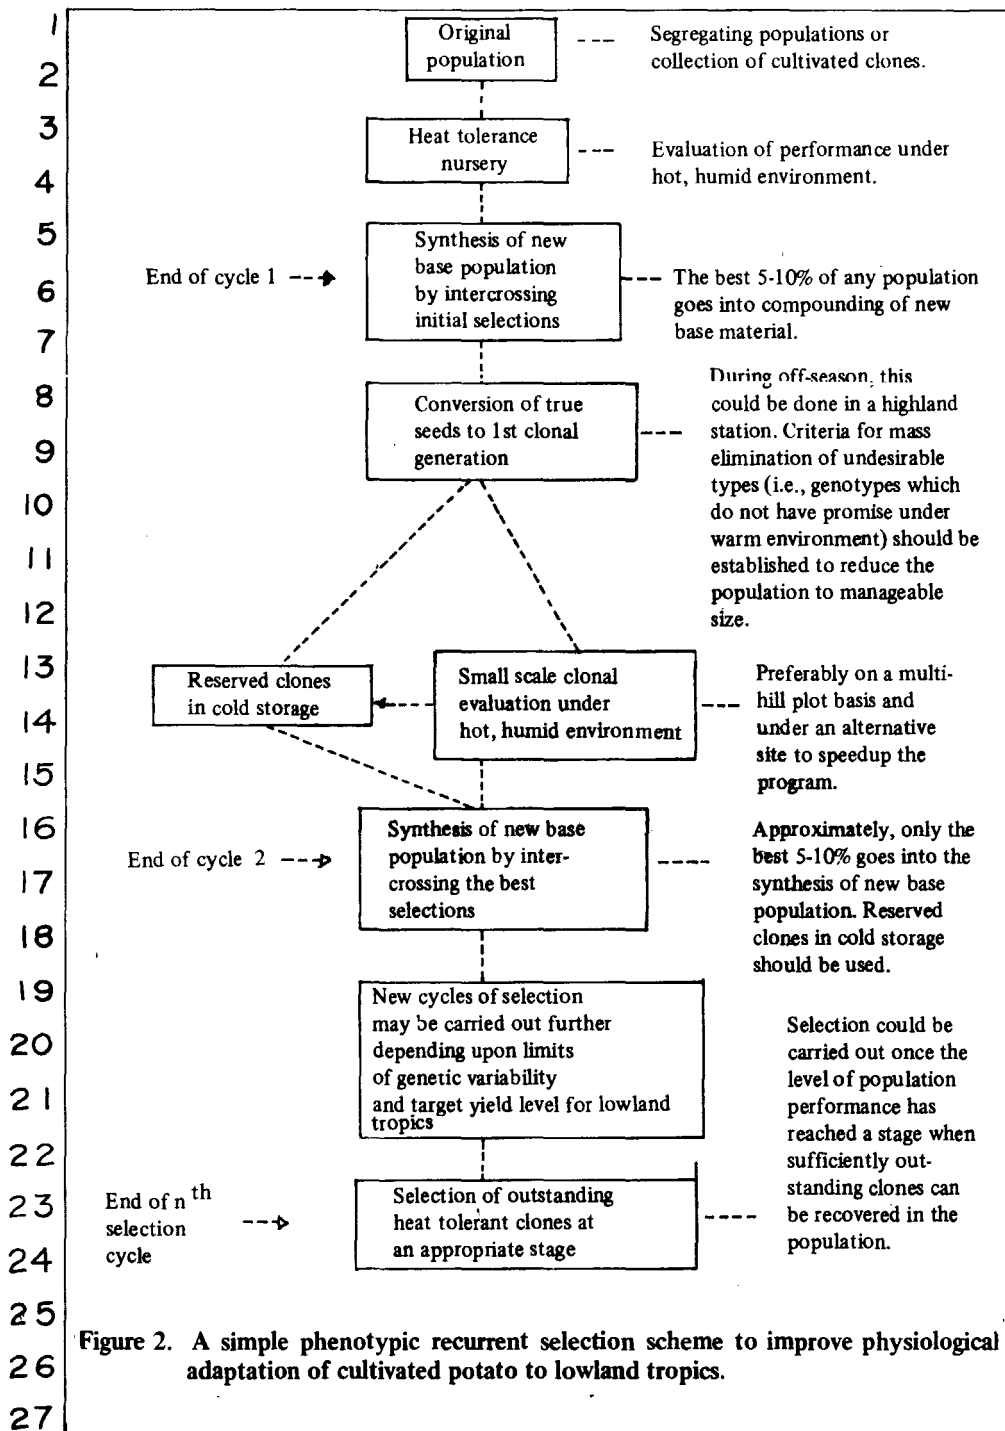 1
2
3
4
5
6
7
8
9
10
11
12
13
14
15
16
17
18
19
20
21
22
23
24
25
26
27
Original
population
Segregating populations or
collection of cultivated clones.
Heat tolerance
nursery
Evaluation of performance under
hot, humid environment.
End of cycle 1
Synthesis of new
base population
by intercrossing
initial selections
The best 5-10% of any population
goes into compounding of new
base material.
Conversion of true
seeds to 1st clonal
generation
During off-season, this
could be done in a highland
station. Criteria for mass
elimination of undesirable
types (i.e., genotypes which
do not have promise under
warm environment) should be
established to reduce the
population to manageable
size.
Reserved clones
in cold storage
Small scale clonal
evaluation under
hot, humid environment
Preferably on a multi-
hill plot basis and
under an alternative
site to speedup the
program.
End of cycle 2
Synthesis of new base
population by inter-
crossing the best
selections
Approximately, only the
best 5-10% goes into the
synthesis of new base
population. Reserved
clones in cold storage
should be used.
New cycles of selection
may be carried out further
depending upon limits
of genetic variability
and target yield level for lowland
tropics
Selection could be
carried out once the
level of population
performance has
reached a stage when
sufficiently out-
standing clones can
be recovered in the
population.
End of n th
selection
cycle
Selection of outstanding
heat tolerant clones at
an appropriate stage
Figure 2. A simple phenotypic recurrent selection scheme to improve physiological
adaptation of cultivated potato to lowland tropics.